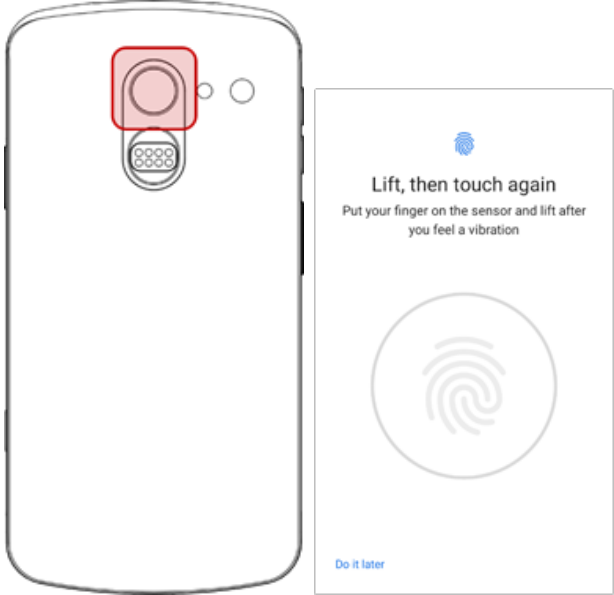 Lift, then touch again
Put your finger on the sensor and lift after
you feel a vibration
Do it later